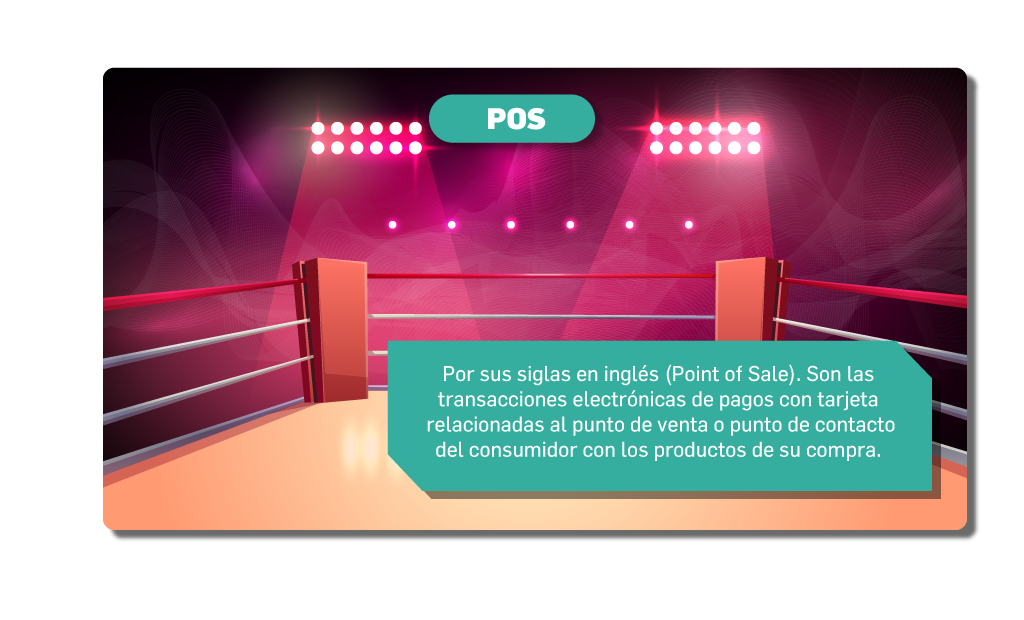 POS
Por sus siglas en inglés (Point of Sale). Son las
transacciones electrónicas de pagos con tarjeta
relacionadas al punto de venta o punto de contacto
del consumidor con los productos de su compra.